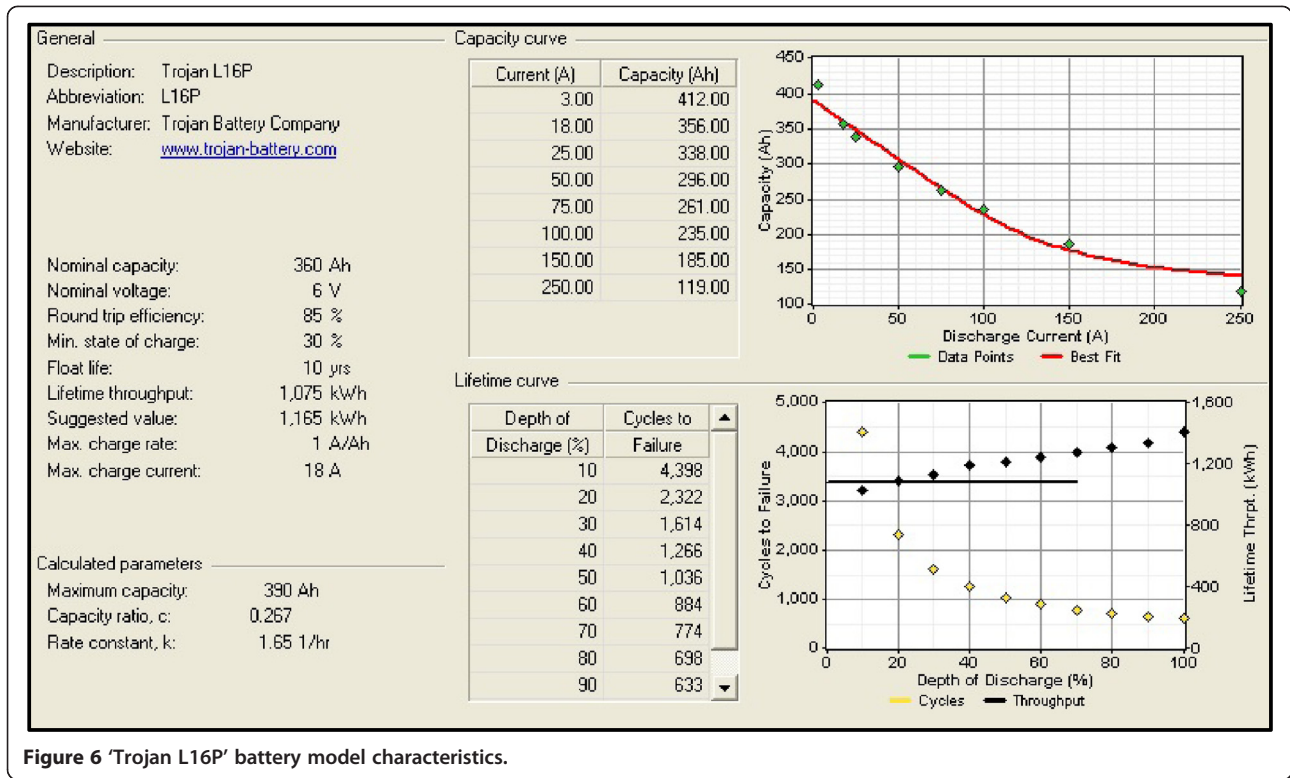 General
Description: Trojan L16P
Abbreviation: L16P
Manufacturer: Trojan Battery Company
Website: www.trojan-battery.com
Nominal capacity: 360 Ah
Nominal voltage: 6 V
Round trip efficiency: 85 %
Min. state of charge: 30 %
Float life: 10 yrs
Lifetime throughput: 1,075 kWh
Suggested value: 1,165 kWh
Max. charge rate: 1 A/Ah
Max. charge current: 18 A
Calculated parameters
Maximum capacity: 390 Ah
Capacity ratio, c: 0.267
Rate constant, k: 1.65 1/hr
Capacity curve
Current (A) Capacity (Ah)
3.00 412.00
18.00 356.00
25.00 338.00
50.00 296.00
75.00 261.00
100.00 235.00
150.00 185.00
250.00 119.00
450
400
350
300
250
200
150
100
Capacity (Ah)
0 50 100 150 200 250
Discharge Current (A)
Data Points Best Fit
Lifetime curve
Depth of Cycles to
Discharge (%) Failure
10 4,398
20 2,322
30 1,614
40 1,266
50 1,036
60 884
70 774
80 698
90 633
5,000
4,000
3,000
2,000
1,000
0
Cycles to Failure
1,600
1,200
800
400
0
Lifetime Thrpt. (kWh)
0 20 40 60 80 100
Depth of Discharge (%)
Cycles Throughput
Figure 6 'Trojan L16P' battery model characteristics.